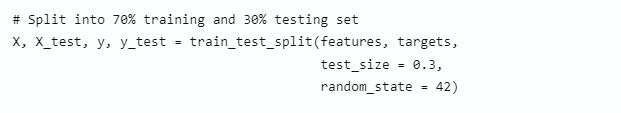 # Split into 70% training and 30% testing set
X, X_test, y, y_test = train_test_split(features, targets,
test_size = 0.3,
random_state = 42)